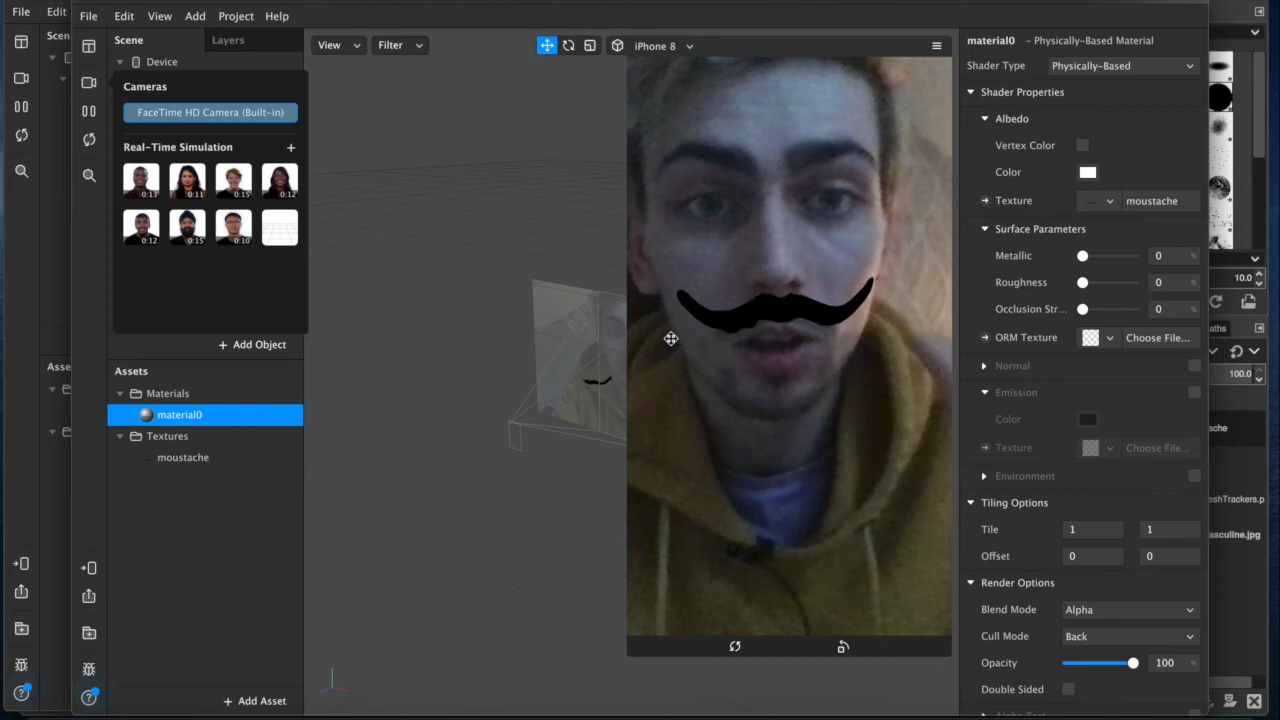 File Edit
File Edit View Add Project Help
Scene Layers
Device
Cameras
FaceTime HD Camera (Built-in)
Real-Time Simulation +
0:13 0:11 0:15 0:12
0:12 0:15 0:10
+ Add Object
Assets
Materials
material0
Textures
moustache
+ Add Asset
View Filter
iPhone 8
material0 - Physically-Based Material
Shader Type Physically-Based
Shader Properties
Albedo
Vertex Color
Color
Texture moustache
Surface Parameters
Metallic 0 %
Roughness 0 %
Occlusion Str... 0 %
ORM Texture Choose File...
Normal
Emission
Color
Texture Choose File...
Environment
Tiling Options
Tile 1 1
Offset 0 0
Render Options
Blend Mode Alpha
Cull Mode Back
Opacity 100 %
Double Sided
Alpha Test
10.0
100.0